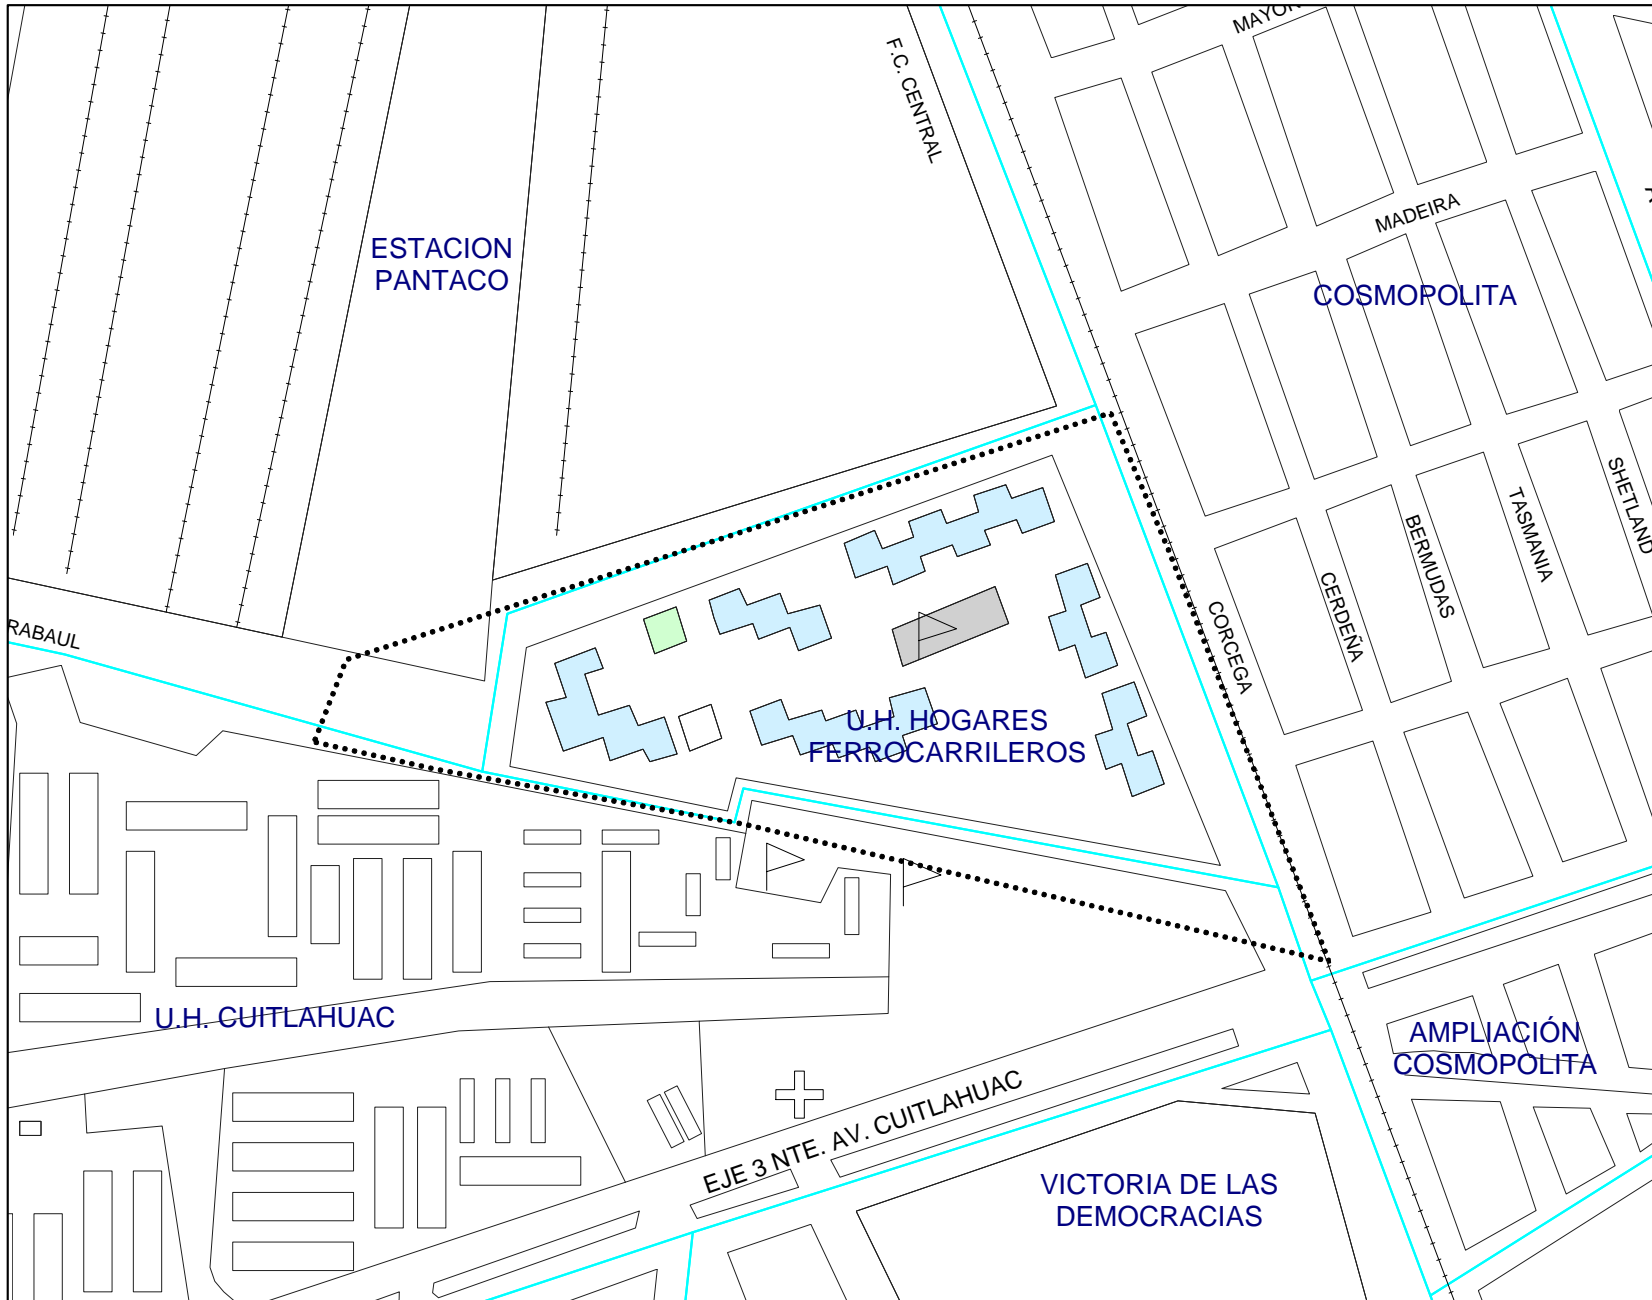 MAYOR
F.C. CENTRAL
MADEIRA
ESTACION
PANTACO
COSMOPOLITA
SHETLAND
TASMANIA
BERMUDAS
CERDEÑA
CORCEGA
RABAUL
U.H. HOGARES
FERROCARRILEROS
U.H. CUITLAHUAC
AMPLIACIÓN
COSMOPOLITA
EJE 3 NTE. AV. CUITLAHUAC
VICTORIA DE LAS
DEMOCRACIAS